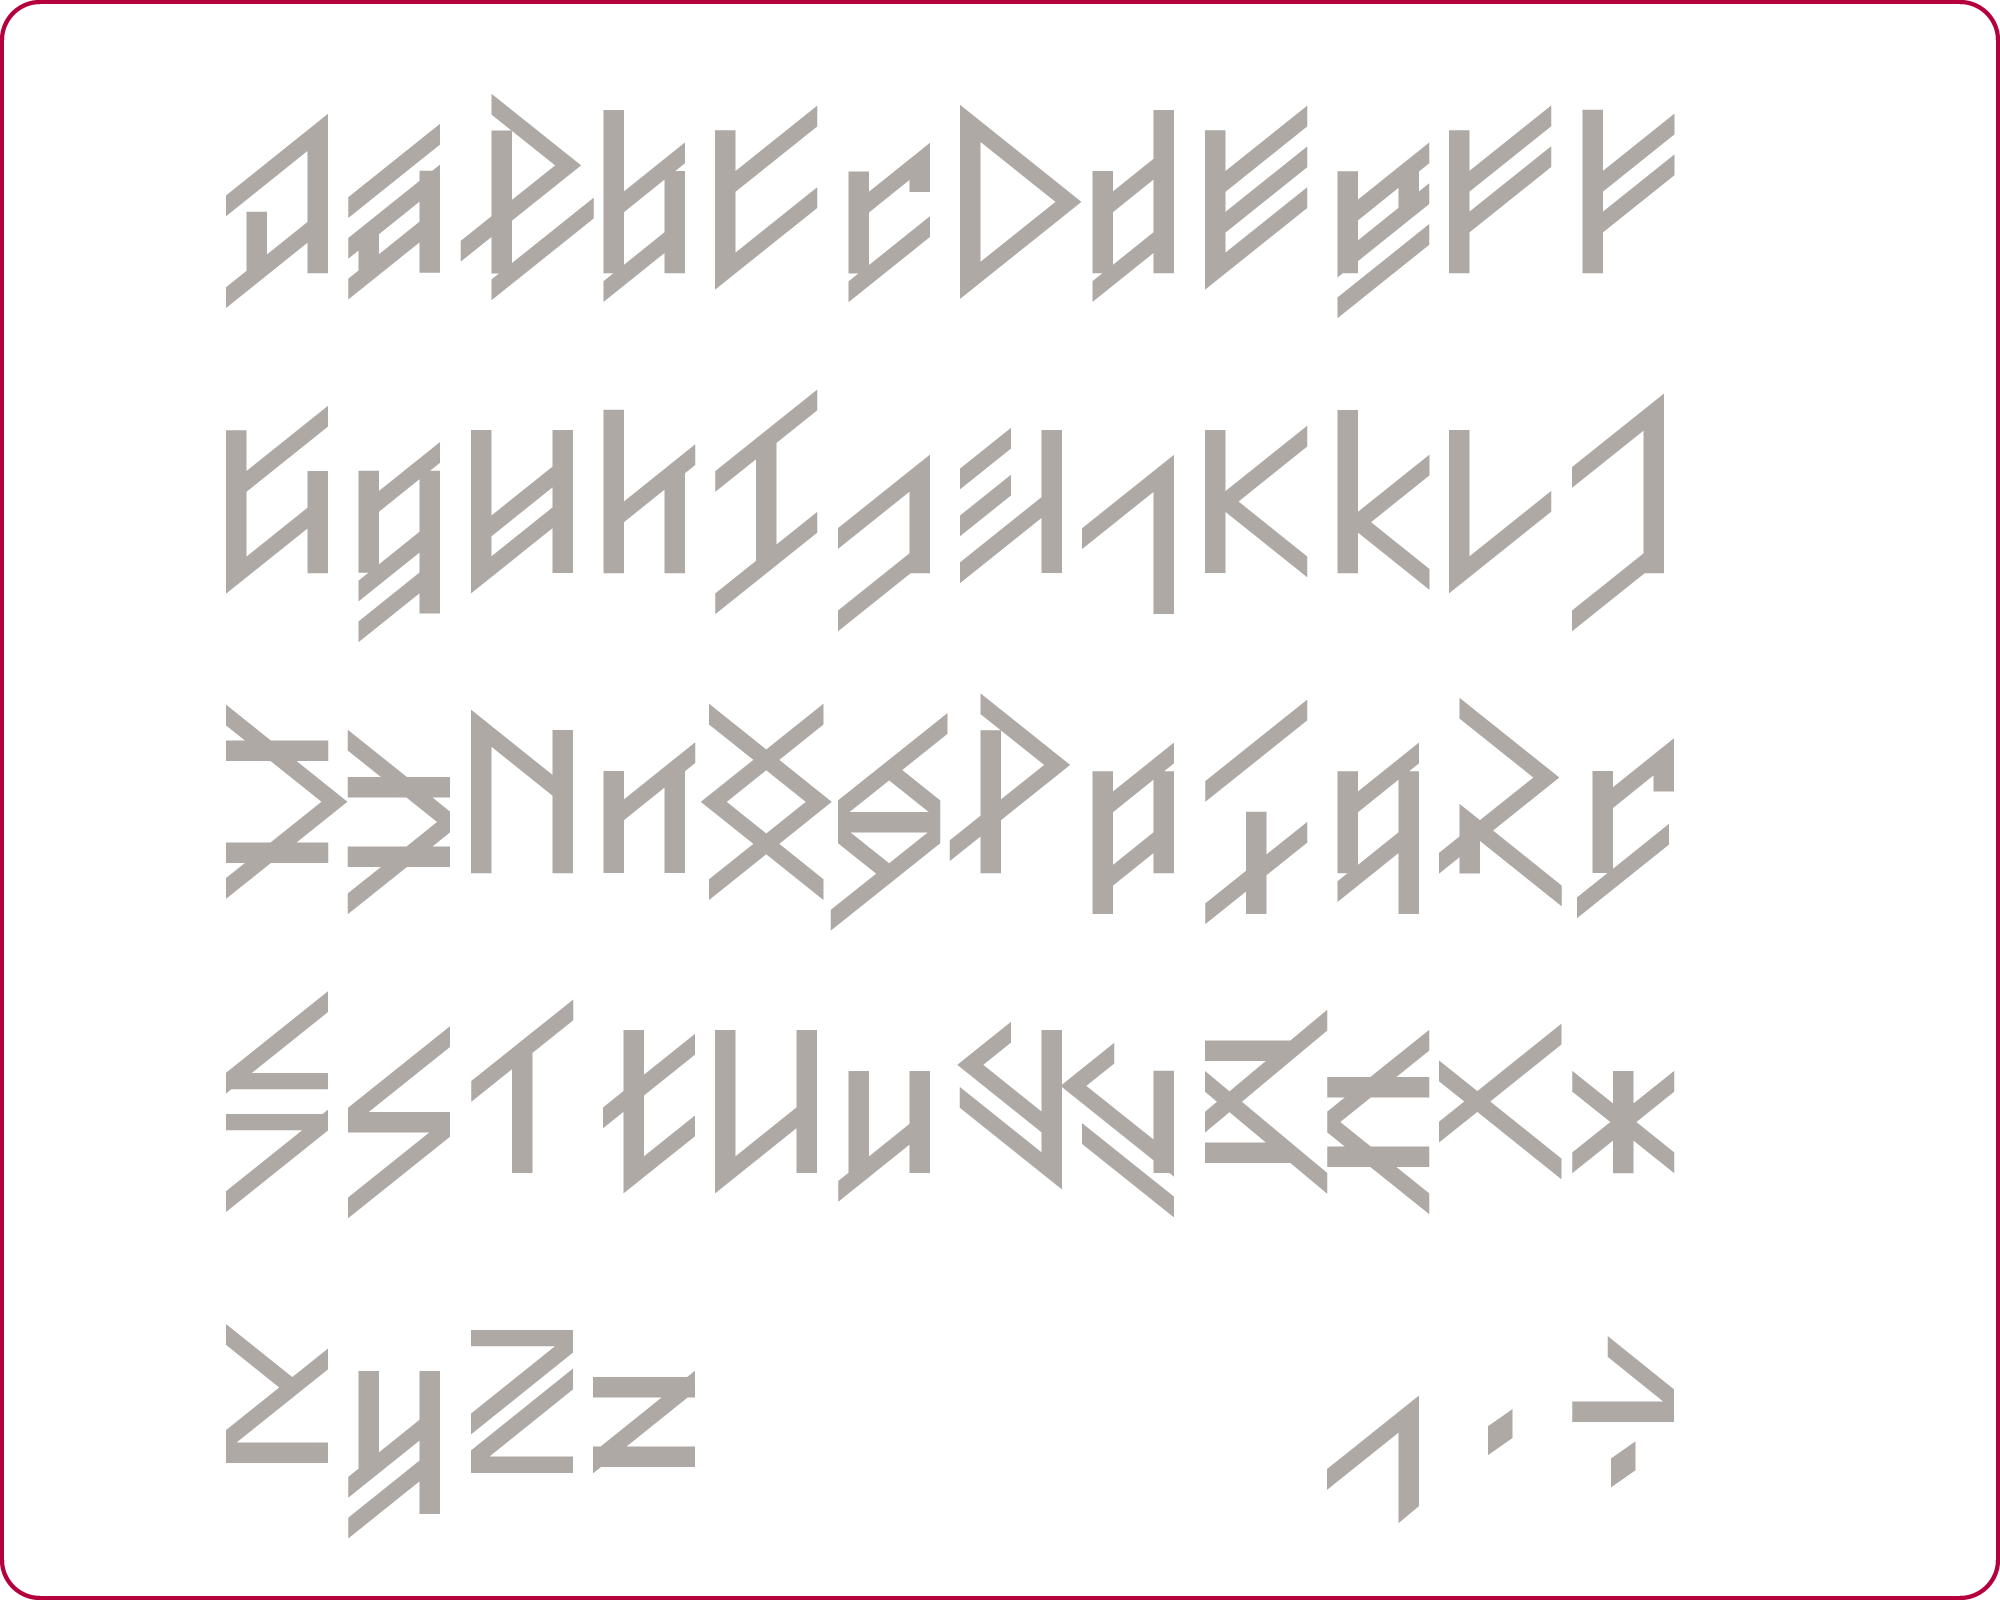 AaBbCcDdEeFf
GgHhIiJjKkLl
MmNnOoPpQqRr
SsTtUuVvWwXx
YyZz , . ?